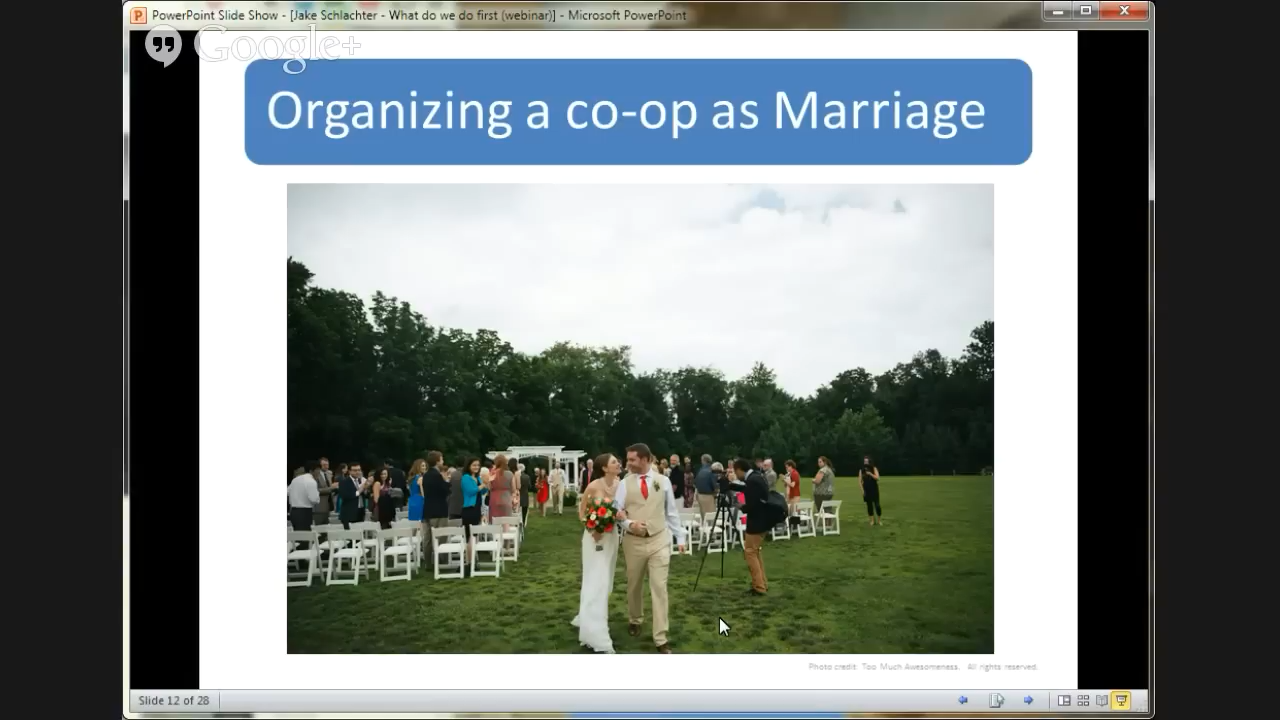 PowerPoint Slide Show - [Jake Schlachter - What do we do first (webinar)] - Microsoft PowerPoint
Google+
Organizing a co-op as Marriage
Photo credit: Too Much Awesomeness. All rights reserved.
Slide 12 of 28